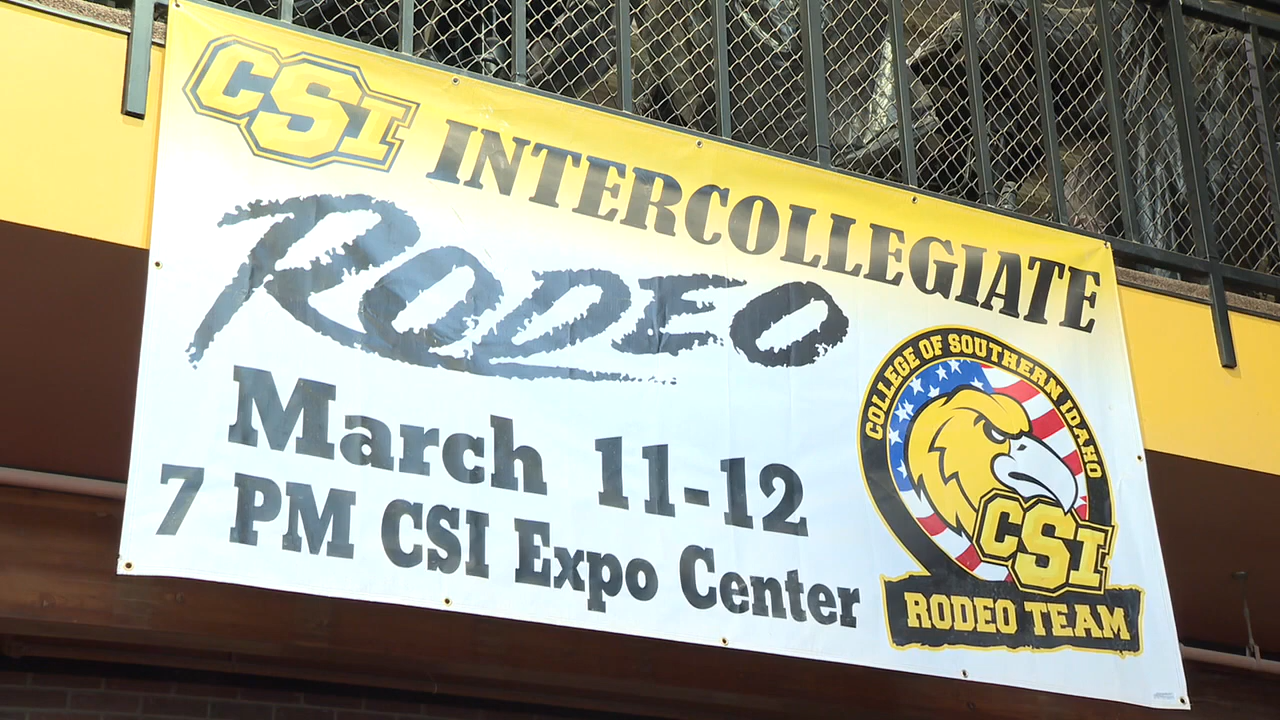 CSI INTERCOLLEGIATE
RODEO
March 11-12
7 PM CSI Expo Center
COLLEGE OF SOUTHERN IDAHO
CSI
RODEO TEAM